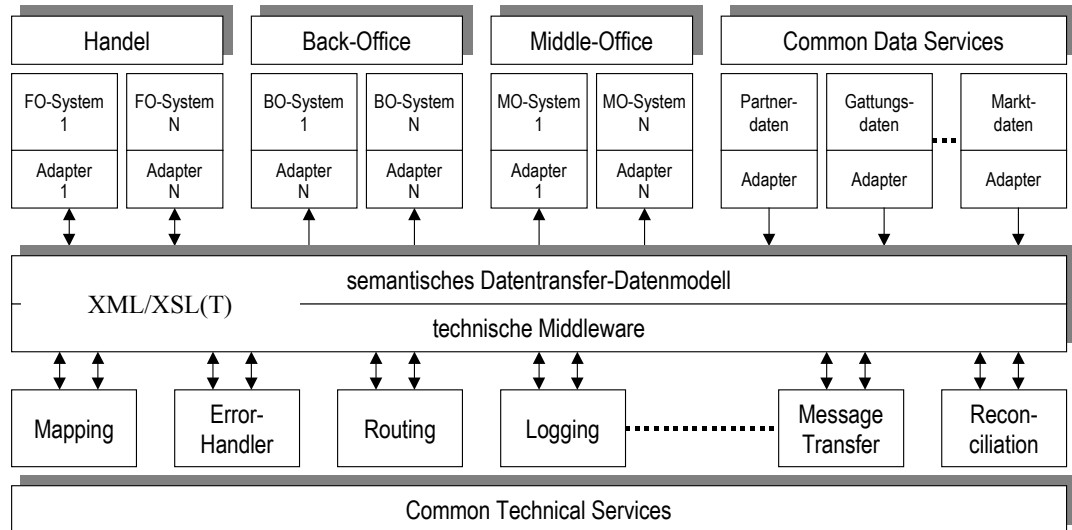 Handel
Back-Office
Middle-Office
Common Data Services
FO-System
1
FO-System
N
BO-System
1
BO-System
N
MO-System
1
MO-System
N
Partner-
daten
Gattungs-
daten
Markt-
daten
Adapter
1
Adapter
N
Adapter
N
Adapter
N
Adapter
1
Adapter
N
Adapter
Adapter
Adapter
semantisches Datentransfer-Datenmodell
XML/XSL(T)
technische Middleware
Mapping
Error-
Handler
Routing
Logging
Message
Transfer
Recon-
ciliation
Common Technical Services